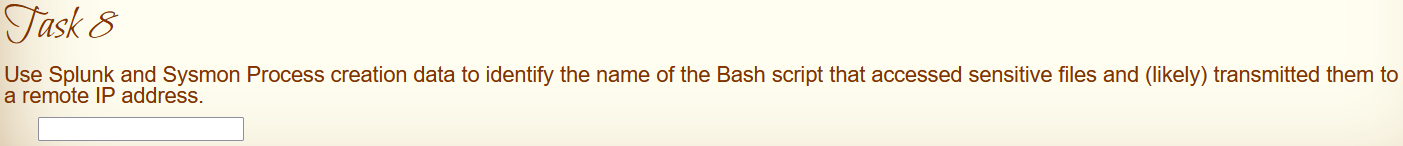 Task 8
Use Splunk and Sysmon Process creation data to identify the name of the Bash script that accessed sensitive files and (likely) transmitted them to
a remote IP address.